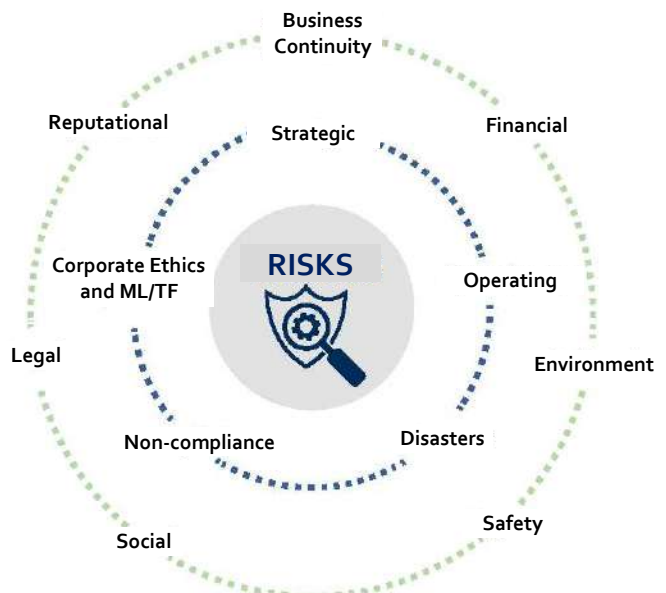 Business
Continuity
Reputational
Financial
Strategic
RISKS
Corporate Ethics
and ML/TF
Operating
Legal
Environment
Non-compliance
Disasters
Safety
Social